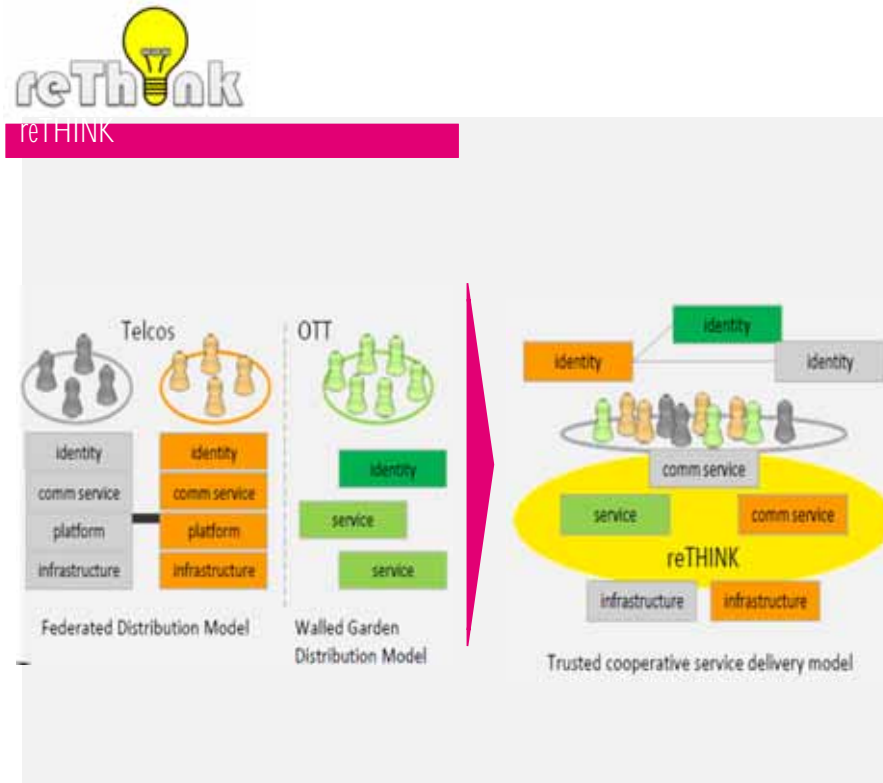 reThink
reTHINK
Telcos
OTT
identity
comm service
platform
infrastructure
identity
comm service
platform
infrastructure
identity
service
service
Federated Distribution Model
Walled Garden
Distribution Model
identity
identity
identity
comm service
service
comm service
reTHINK
infrastructure
infrastructure
Trusted cooperative service delivery model